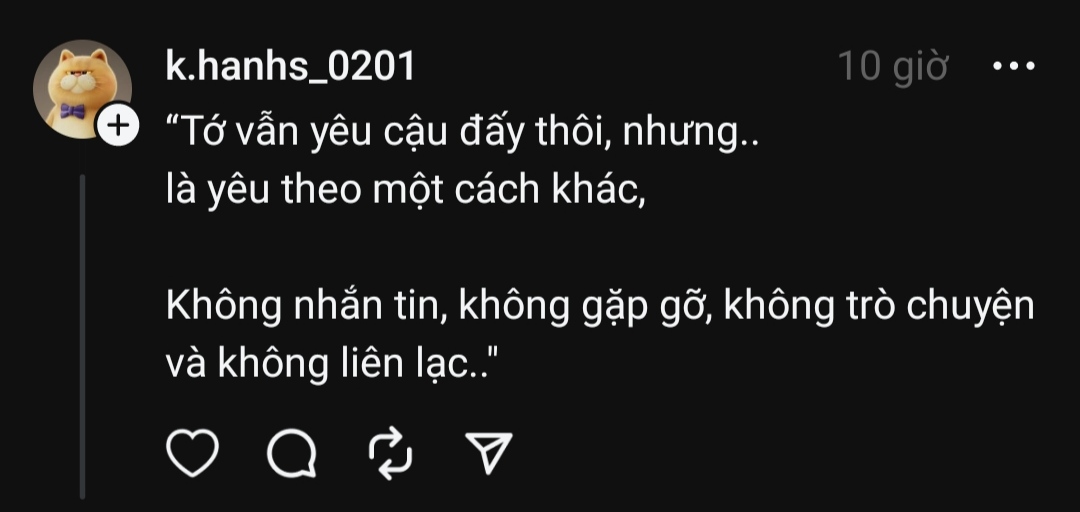 k.hanhs_0201
10 giờ
“Tớ vẫn yêu cậu đấy thôi, nhưng..
là yêu theo một cách khác,
Không nhắn tin, không gặp gỡ, không trò chuyện
và không liên lạc.."